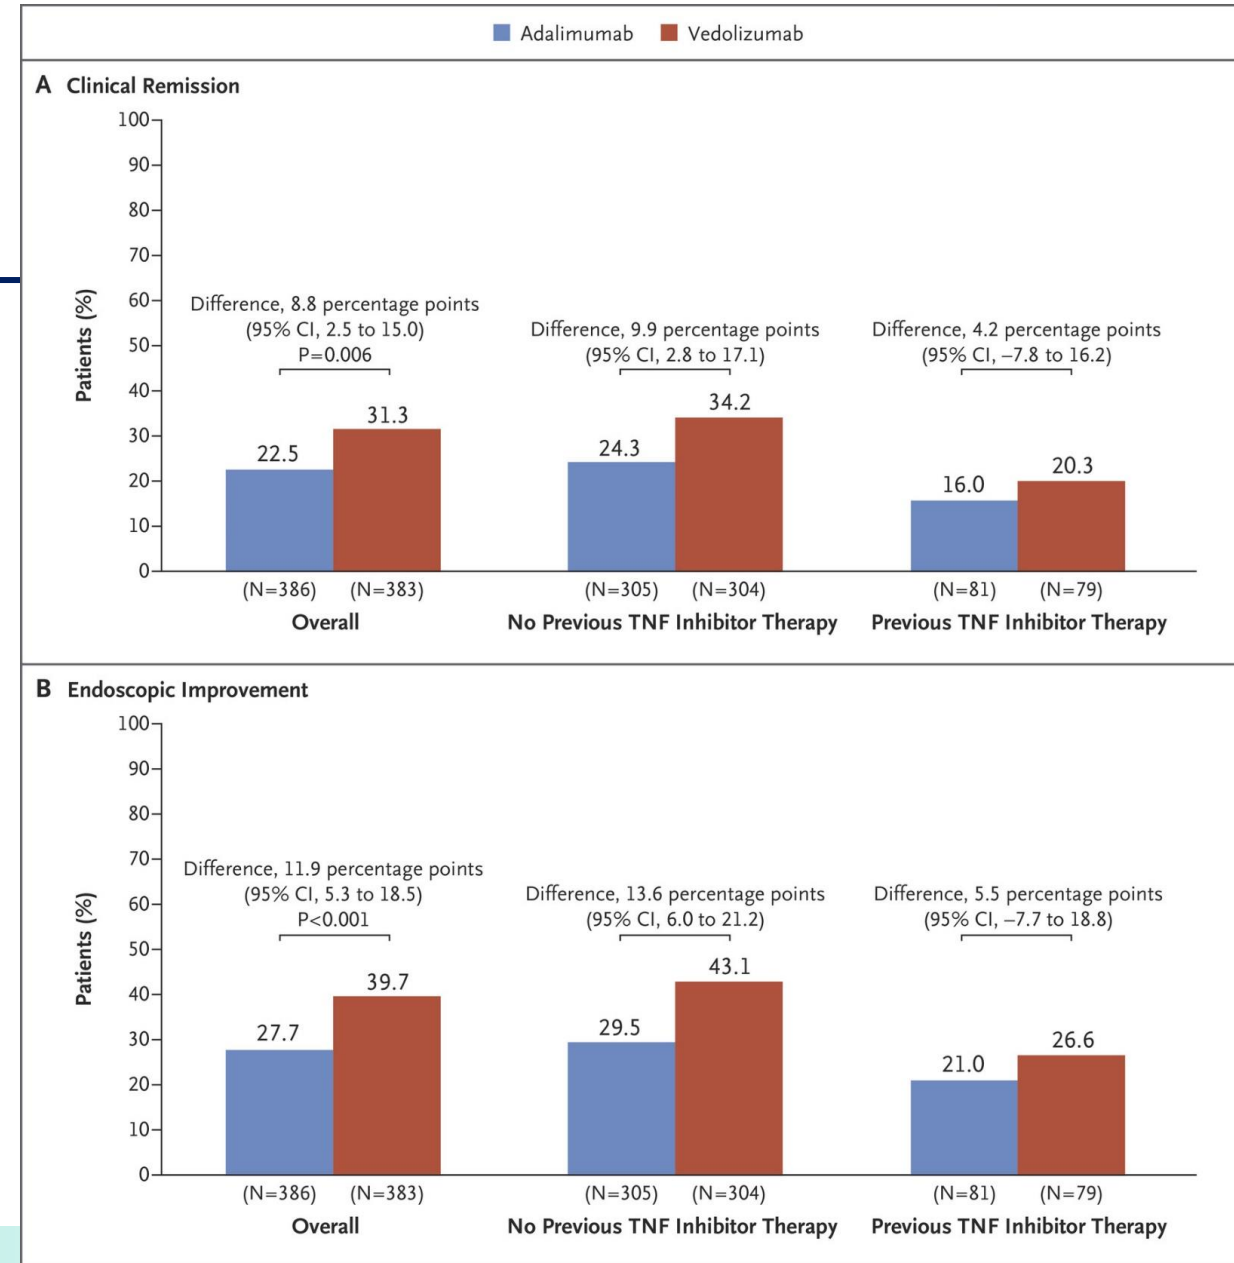 Adalimumab Vedolizumab
A Clinical Remission
100
90
80
70
60
50
40
30
20
10
0
Patients (%)
Difference, 8.8 percentage points
(95% CI, 2.5 to 15.0)
P=0.006
22.5
31.3
Difference, 9.9 percentage points
(95% CI, 2.8 to 17.1)
24.3
34.2
Difference, 4.2 percentage points
(95% CI, −7.8 to 16.2)
16.0
20.3
(N=386) (N=383)
Overall
(N=305) (N=304)
No Previous TNF Inhibitor Therapy
(N=81) (N=79)
Previous TNF Inhibitor Therapy
B Endoscopic Improvement
100
90
80
70
60
50
40
30
20
10
0
Patients (%)
Difference, 11.9 percentage points
(95% CI, 5.3 to 18.5)
P<0.001
27.7
39.7
Difference, 13.6 percentage points
(95% CI, 6.0 to 21.2)
29.5
43.1
Difference, 5.5 percentage points
(95% CI, −7.7 to 18.8)
21.0
26.6
(N=386) (N=383)
Overall
(N=305) (N=304)
No Previous TNF Inhibitor Therapy
(N=81) (N=79)
Previous TNF Inhibitor Therapy